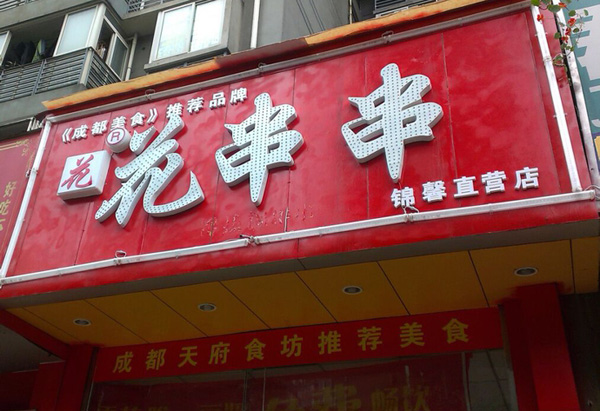 《成都美食》推荐品牌
花
花串串
锦馨直营店
成都天府食坊推荐美食